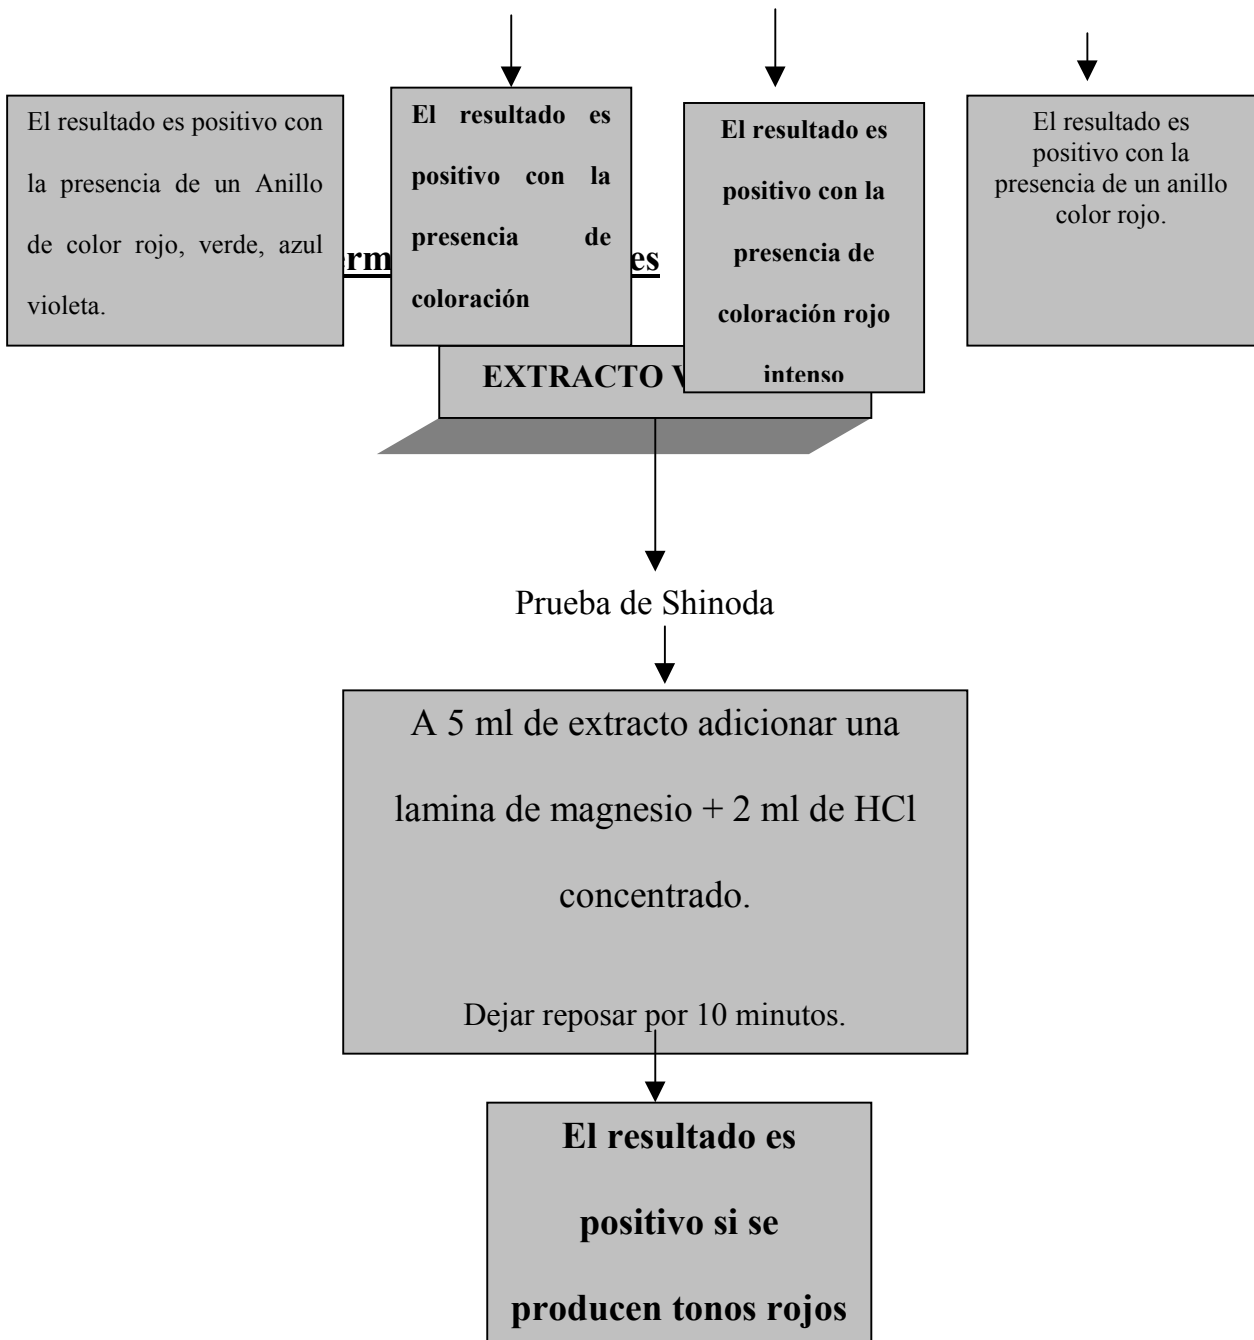 El resultado es positivo con
la presencia de un Anillo
de color rojo, verde, azul
violeta.
El resultado es
positivo con la
presencia de
coloración
El resultado es
positivo con la
presencia de
coloración rojo
intenso
El resultado es
positivo con la
presencia de un anillo
color rojo.
EXTRACTO
Prueba de Shinoda
A 5 ml de extracto adicionar una
lamina de magnesio + 2 ml de HCl
concentrado.
Dejar reposar por 10 minutos.
El resultado es
positivo si se
producen tonos rojos